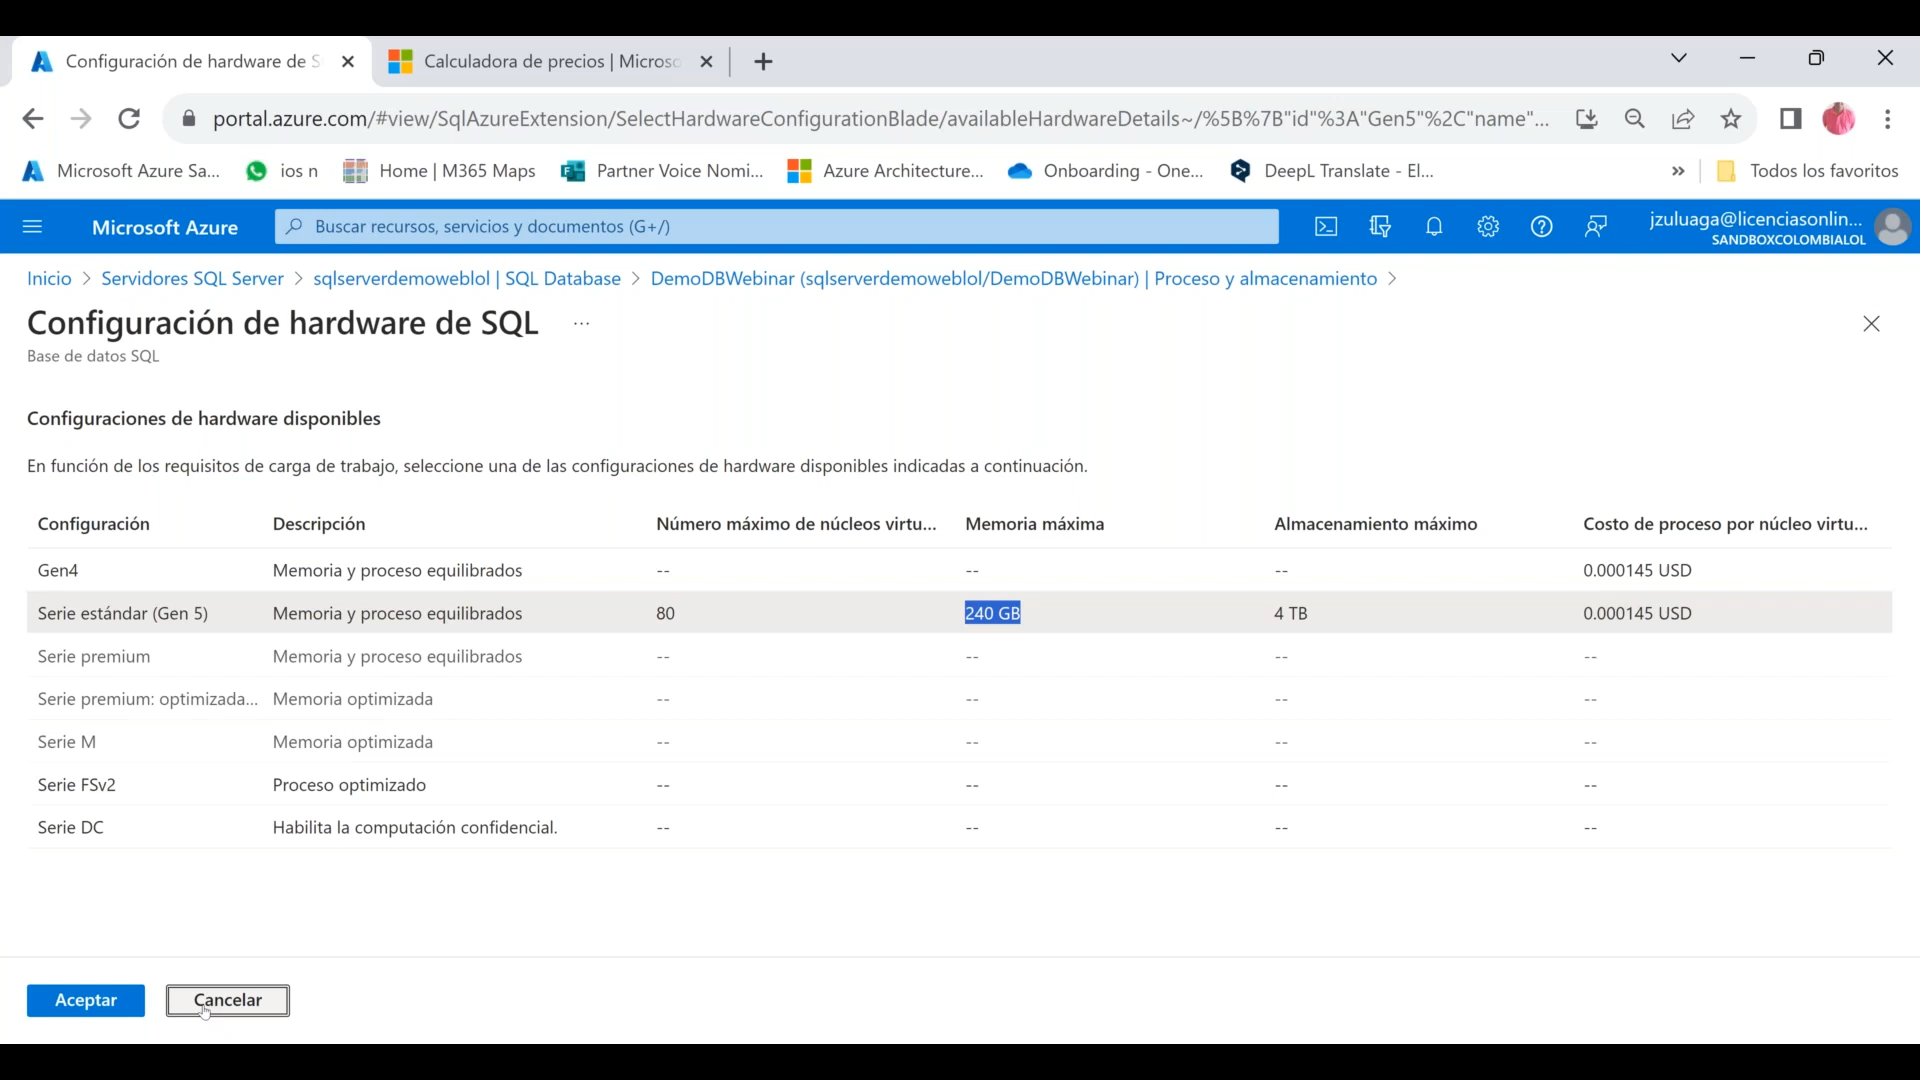 Configuración de hardware de S
Calculadora de precios | Microso
portal.azure.com/#view/SqlAzureExtension/SelectHardwareConfigurationBlade/availableHardwareDetails~/%5B%7B"id"%3A"Gen5"%2C"name"...
Microsoft Azure Sa...
ios n
Home | M365 Maps
Partner Voice Nomi...
Azure Architecture...
Onboarding - One...
DeepL Translate - El...
»
Todos los favoritos
Microsoft Azure
Buscar recursos, servicios y documentos (G+/)
jzuluaga@licenciasonlin...
SANDBOXCOLOMBIALOL
Inicio > Servidores SQL Server > sqlserverdemoweblol | SQL Database > DemoDBWebinar (sqlserverdemoweblol/DemoDBWebinar) | Proceso y almacenamiento >
Configuración de hardware de SQL ...
Base de datos SQL
Configuraciones de hardware disponibles
En función de los requisitos de carga de trabajo, seleccione una de las configuraciones de hardware disponibles indicadas a continuación.
Configuración Descripción Número máximo de núcleos virtu... Memoria máxima Almacenamiento máximo Costo de proceso por núcleo virtu...
Gen4 Memoria y proceso equilibrados -- -- -- 0.000145 USD
Serie estándar (Gen 5) Memoria y proceso equilibrados 80 240 GB 4 TB 0.000145 USD
Serie premium Memoria y proceso equilibrados -- -- -- --
Serie premium: optimizada... Memoria optimizada -- -- -- --
Serie M Memoria optimizada -- -- -- --
Serie FSv2 Proceso optimizado -- -- -- --
Serie DC Habilita la computación confidencial. -- -- -- --
Aceptar
Cancelar